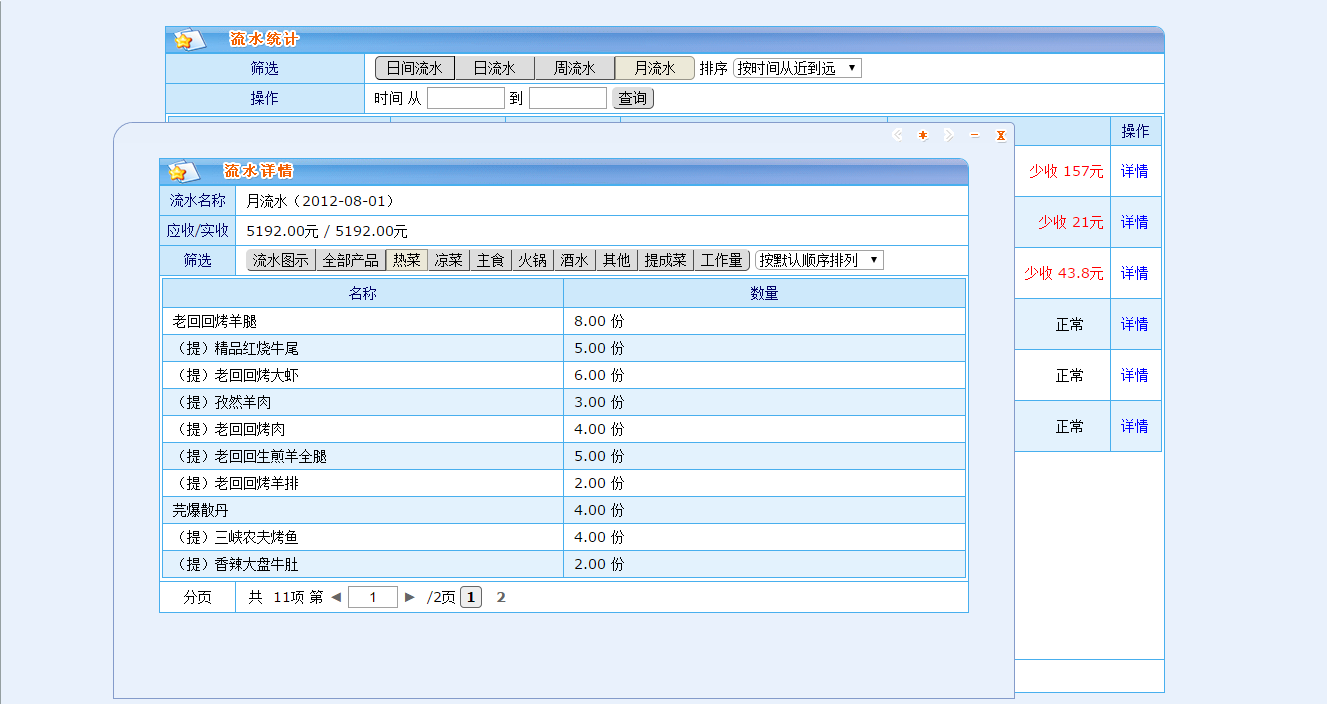 流水统计
筛选 日间流水 日流水 周流水 月流水 排序 按时间从近到远
操作 时间 从 到 查询
操作
少收 157元 详情
少收 21元 详情
少收 43.8元 详情
正常 详情
正常 详情
正常 详情
流水详情
流水名称 月流水（2012-08-01）
应收/实收 5192.00元 / 5192.00元
筛选 流水图示 全部产品 热菜 凉菜 主食 火锅 酒水 其他 提成菜 工作量 按默认顺序排列
名称 数量
老回回烤羊腿 8.00 份
（提）精品红烧牛尾 5.00 份
（提）老回回烤大虾 6.00 份
（提）孜然羊肉 3.00 份
（提）老回回烤肉 4.00 份
（提）老回回生煎羊全腿 5.00 份
（提）老回回烤羊排 2.00 份
芫爆散丹 4.00 份
（提）三峡农夫烤鱼 4.00 份
（提）香辣大盘牛肚 2.00 份
分页 共 11项 第 ◀ 1 ▶ /2页 1 2